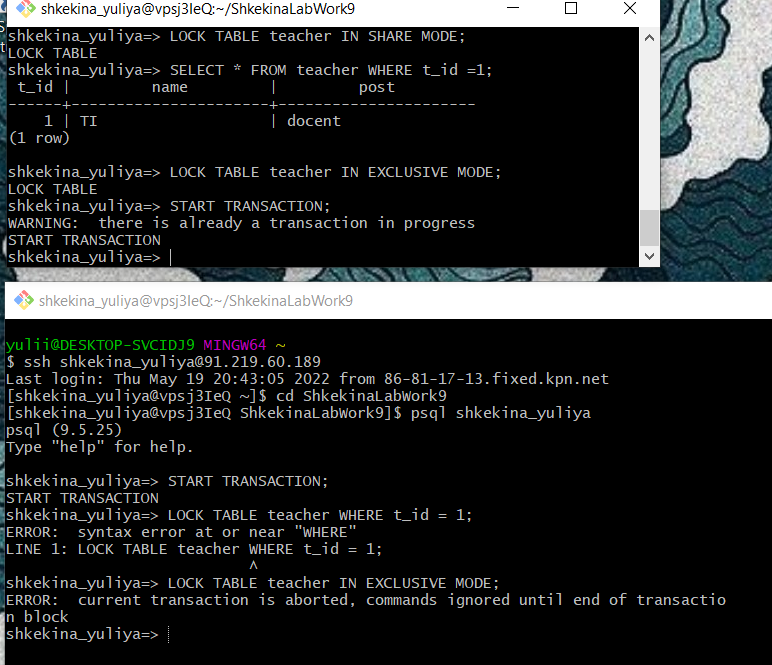 shkekina_yuliya@vpsj3IeQ:~/ShkekinaLabWork9
shkekina_yuliya=> LOCK TABLE teacher IN SHARE MODE;
LOCK TABLE
shkekina_yuliya=> SELECT * FROM teacher WHERE t_id =1;
 t_id |         name         |         post
------+----------------------+----------------------
    1 | TI                   | docent
(1 row)
shkekina_yuliya=> LOCK TABLE teacher IN EXCLUSIVE MODE;
LOCK TABLE
shkekina_yuliya=> START TRANSACTION;
WARNING:  there is already a transaction in progress
START TRANSACTION
shkekina_yuliya=>
shkekina_yuliya@vpsj3IeQ:~/ShkekinaLabWork9
yulii@DESKTOP-SVCIDJ9 MINGW64 ~
$ ssh shkekina_yuliya@91.219.60.189
Last login: Thu May 19 20:43:05 2022 from 86-81-17-13.fixed.kpn.net
[shkekina_yuliya@vpsj3IeQ ~]$ cd ShkekinaLabWork9
[shkekina_yuliya@vpsj3IeQ ShkekinaLabWork9]$ psql shkekina_yuliya
psql (9.5.25)
Type "help" for help.
shkekina_yuliya=> START TRANSACTION;
START TRANSACTION
shkekina_yuliya=> LOCK TABLE teacher WHERE t_id = 1;
ERROR:  syntax error at or near "WHERE"
LINE 1: LOCK TABLE teacher WHERE t_id = 1;
                           ^
shkekina_yuliya=> LOCK TABLE teacher IN EXCLUSIVE MODE;
ERROR:  current transaction is aborted, commands ignored until end of transactio
n block
shkekina_yuliya=>